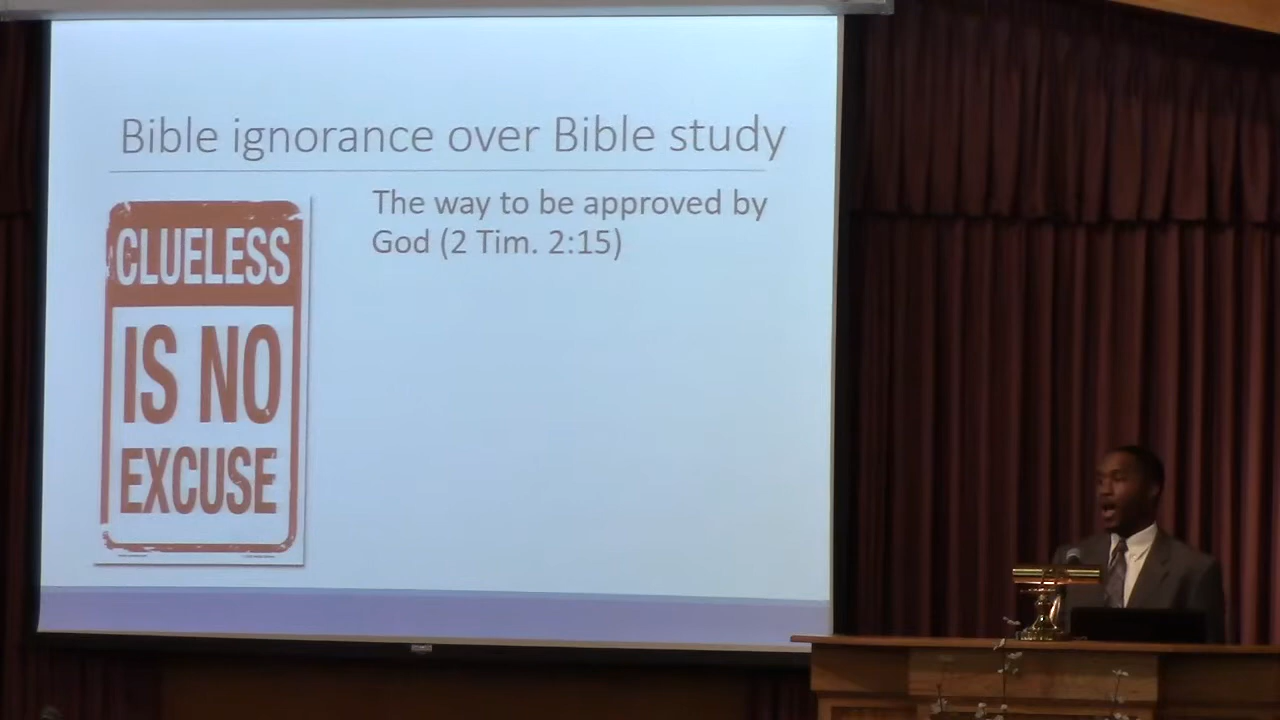 Bible ignorance over Bible study
The way to be approved by
God (2 Tim. 2:15)
CLUELESS
IS NO
EXCUSE